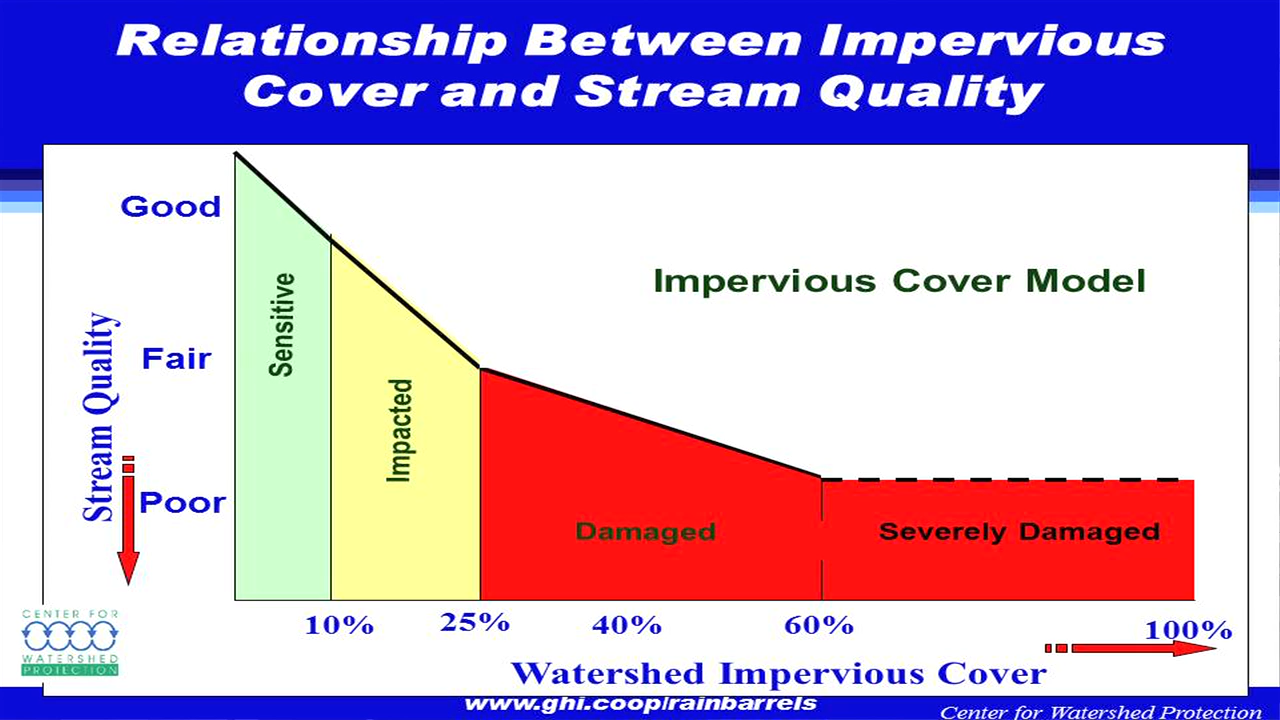 Relationship Between Impervious
Cover and Stream Quality
Good
Fair
Poor
Stream Quality
Sensitive
Impacted
Damaged
Severely Damaged
Impervious Cover Model
10%
25%
40%
60%
100%
Watershed Impervious Cover
CENTER FOR
WATERSHED
PROTECTION
www.ghi.coop/rainbarrels
Center for Watershed Protection